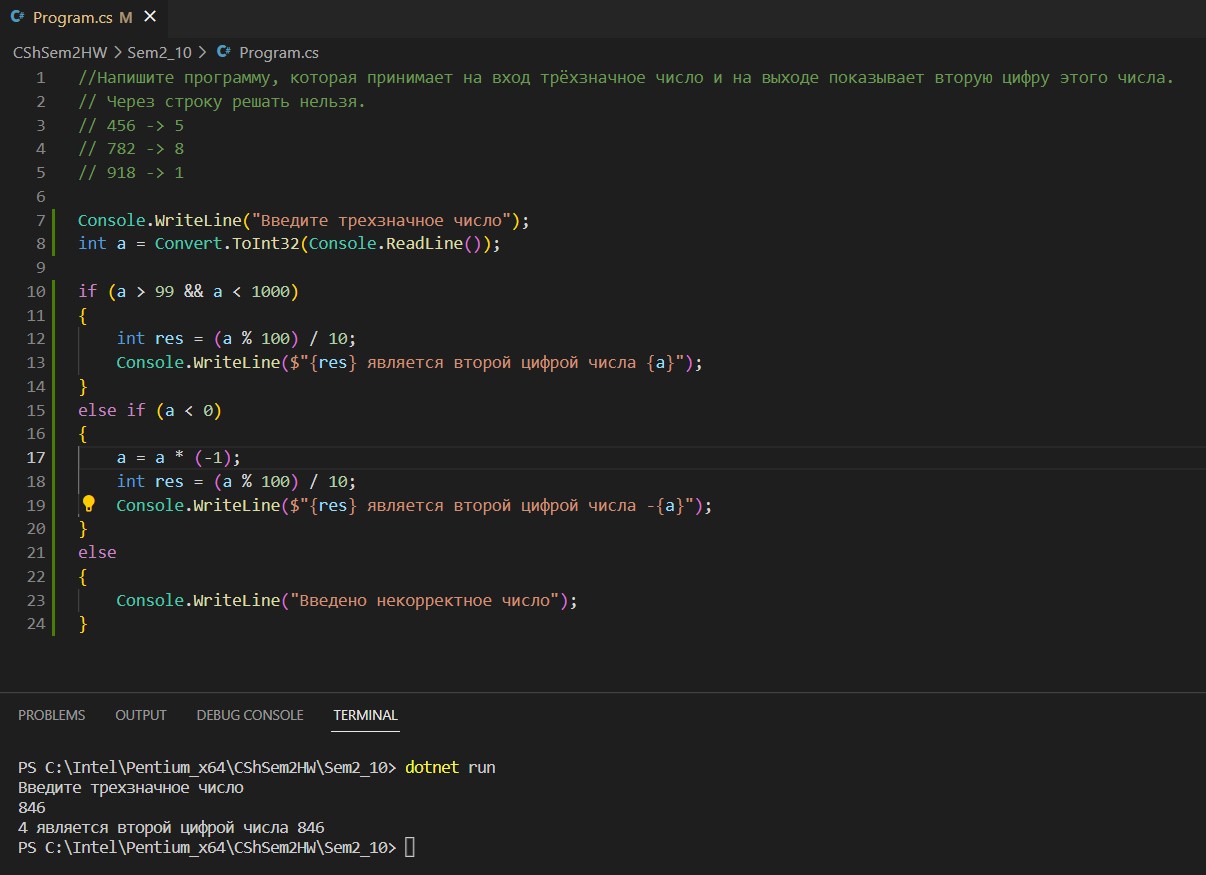 C# Program.cs M ✕
CShSem2HW > Sem2_10 > C# Program.cs
1 //Напишите программу, которая принимает на вход трёхзначное число и на выходе показывает вторую цифру этого числа.
2 // Через строку решать нельзя.
3 // 456 -> 5
4 // 782 -> 8
5 // 918 -> 1
6
7 Console.WriteLine("Введите трехзначное число");
8 int a = Convert.ToInt32(Console.ReadLine());
9
10 if (a > 99 && a < 1000)
11 {
12     int res = (a % 100) / 10;
13     Console.WriteLine($"{res} является второй цифрой числа {a}");
14 }
15 else if (a < 0)
16 {
17     a = a * (-1);
18     int res = (a % 100) / 10;
19     Console.WriteLine($"{res} является второй цифрой числа -{a}");
20 }
21 else
22 {
23     Console.WriteLine("Введено некорректное число");
24 }
PROBLEMS OUTPUT DEBUG CONSOLE TERMINAL
PS C:\Intel\Pentium_x64\CShSem2HW\Sem2_10> dotnet run
Введите трехзначное число
846
4 является второй цифрой числа 846
PS C:\Intel\Pentium_x64\CShSem2HW\Sem2_10>